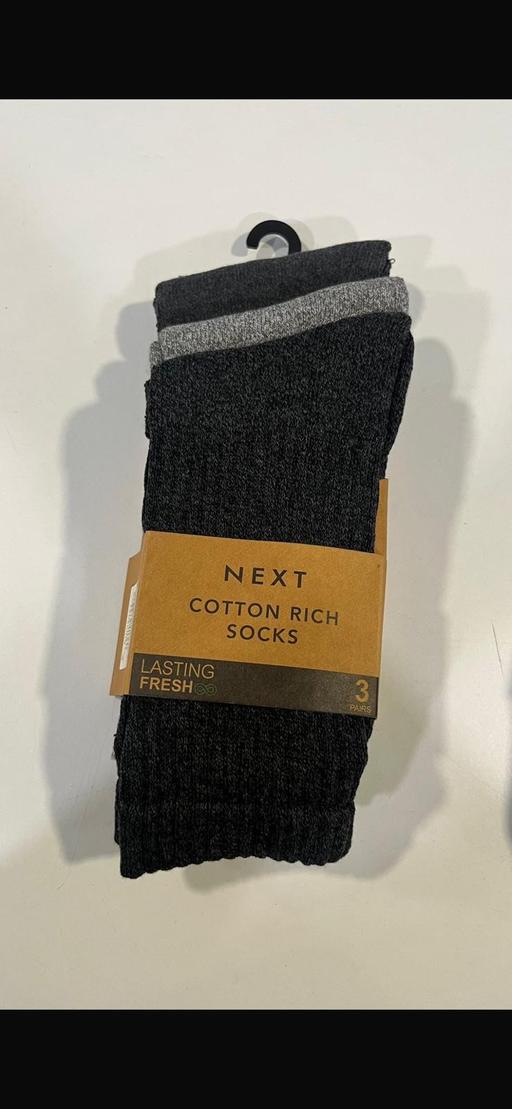 NEXT
COTTON RICH
SOCKS
LASTING
FRESH
3
PAIRS